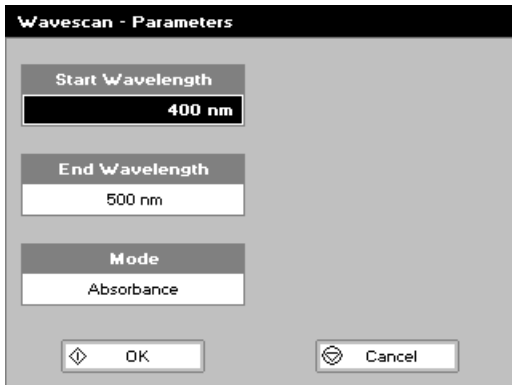 Wavescan - Parameters
Start Wavelength
400 nm
End Wavelength
500 nm
Mode
Absorbance
OK
Cancel